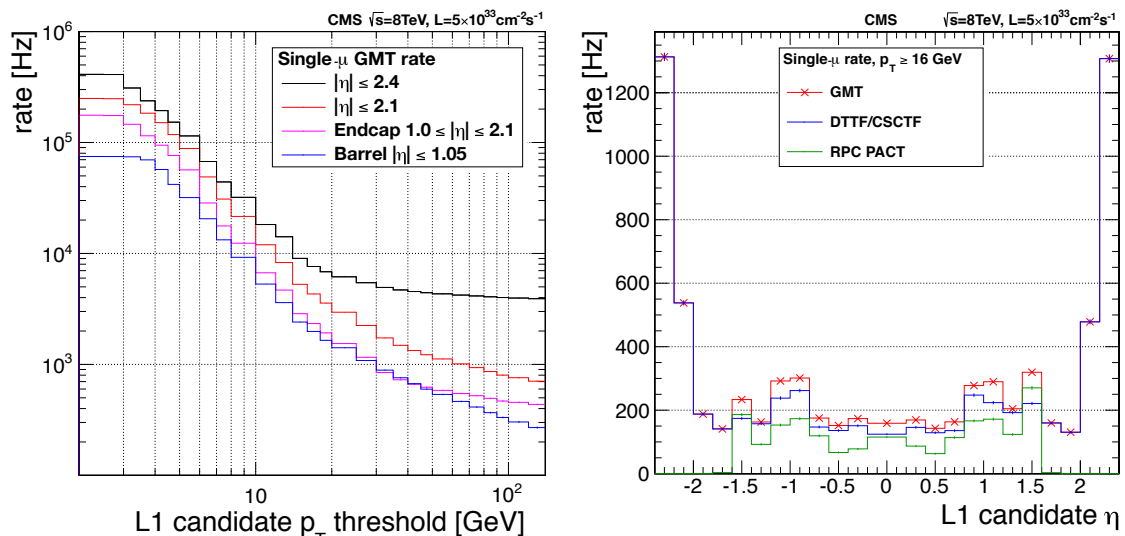 CMS √s=8TeV, L=5×10³³cm⁻²s⁻¹
rate [Hz]
10⁶
10⁵
10⁴
10³
Single-μ GMT rate
|η| ≤ 2.4
|η| ≤ 2.1
Endcap 1.0 ≤ |η| ≤ 2.1
Barrel |η| ≤ 1.05
10
10²
L1 candidate p_T threshold [GeV]
CMS √s=8TeV, L=5×10³³cm⁻²s⁻¹
rate [Hz]
1200
1000
800
600
400
200
0
Single-μ rate, p_T ≥ 16 GeV
GMT
DTTF/CSCTF
RPC PACT
-2 -1.5 -1 -0.5 0 0.5 1 1.5 2
L1 candidate η